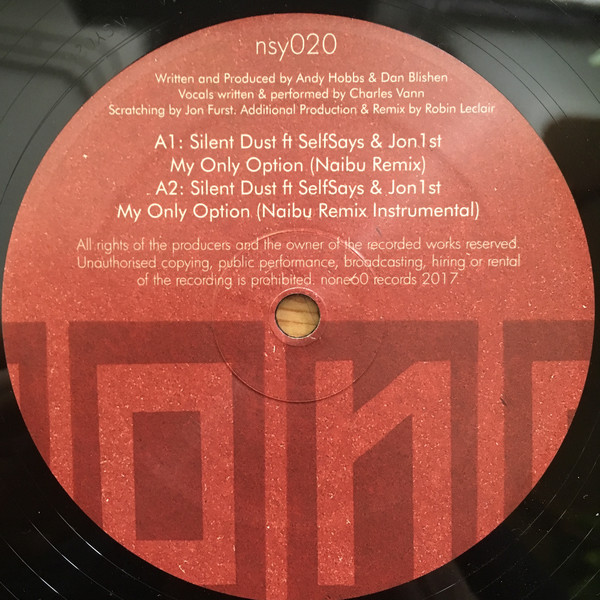 nsy020
Written and Produced by Andy Hobbs & Dan Blishen
Vocals written & performed by Charles Vann
Scratching by Jon Furst. Additional Production & Remix by Robin Leclair
A1: Silent Dust ft SelfSays & Jon1st
My Only Option (Naibu Remix)
A2: Silent Dust ft SelfSays & Jon1st
My Only Option (Naibu Remix Instrumental)
All rights of the producers and the owner of the recorded works reserved.
Unauthorised copying, public performance, broadcasting, hiring or rental
of the recording is prohibited. none60 records 2017.
on